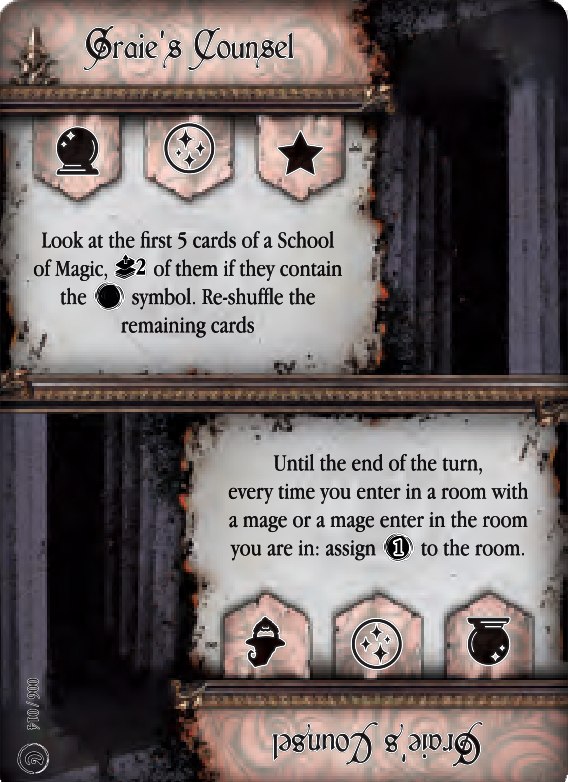 Graie's Counsel
Look at the first 5 cards of a School
of Magic, 2 of them if they contain
the symbol. Re-shuffle the
remaining cards
Until the end of the turn,
every time you enter in a room with
a mage or a mage enter in the room
you are in: assign 1 to the room.
006/014
Graie's Counsel